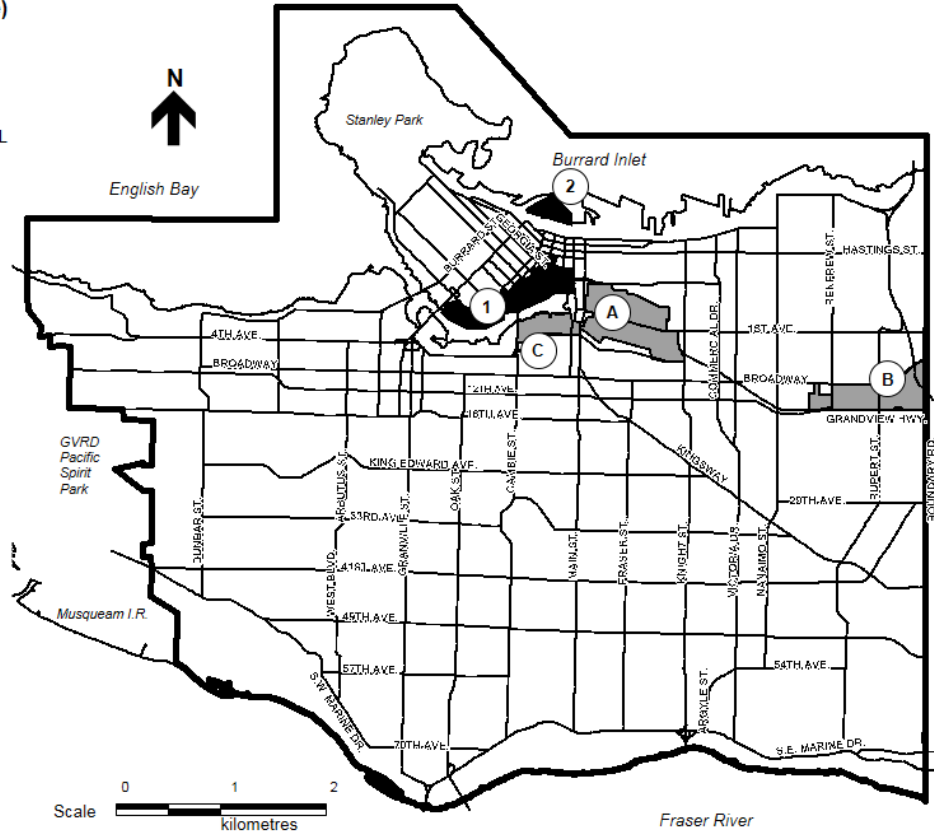 )
N
L
Stanley Park
Burrard Inlet
English Bay
2
BURRARD ST.
GEORGIA ST.
RENFREW ST.
HASTINGS ST.
1
A
4TH AVE.
COMMERCIAL DR.
1ST AVE.
C
BROADWAY
BROADWAY
B
12TH AVE.
16TH AVE
GRANDVIEW HWY.
GVRD
Pacific
Spirit
Park
KING EDWARD AVE.
KINGSWAY
DUNBAR ST.
ARBUTUS ST.
OAK ST.
CAMBIE ST.
RUPERT ST.
BOUNDARY RD.
29TH AVE.
33RD AVE
GRANVILLE ST.
MAIN ST.
FRASER ST.
KNIGHT ST.
VICTORIA DR.
NANAIMO ST.
41ST AVE.
WEST BLVD.
Musqueam I.R.
49TH AVE.
57TH AVE.
54TH AVE.
S.W. MARINE DR.
ARGYLE ST.
70TH AVE.
S.E. MARINE DR.
0 1 2
Scale
kilometres
Fraser River